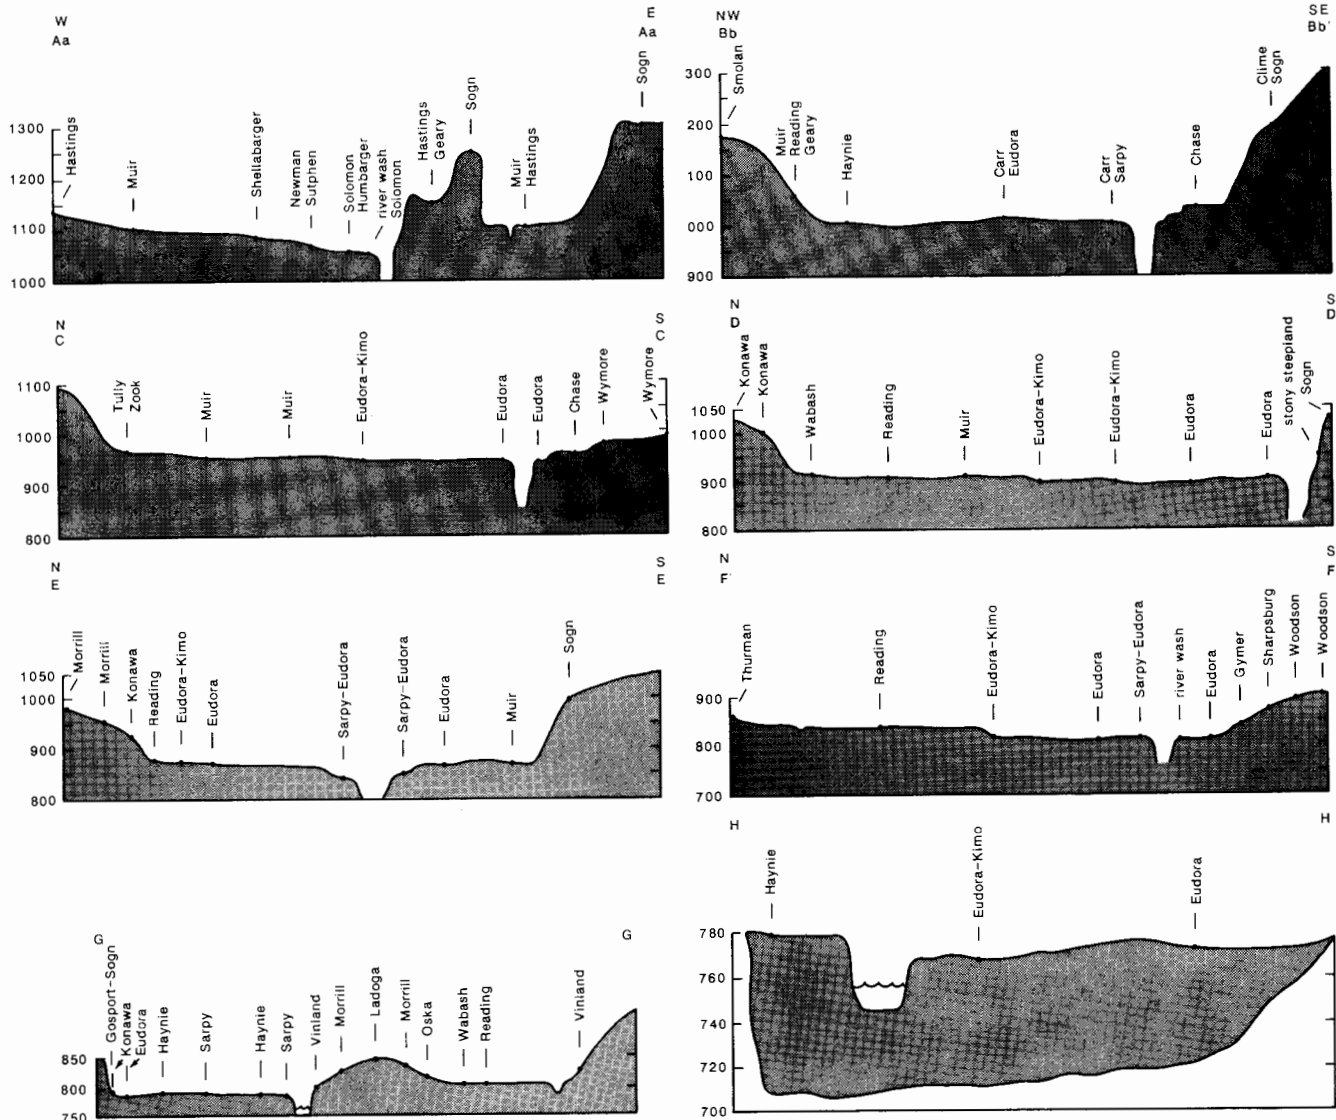 W
Aa
E
Aa
Hastings
Muir
Shellabarger
Newman
Sutphen
Solomon
Humbarger
river wash
Solomon
Hastings
Geary
Sogn
Muir
Hastings
Sogn
1300
1200
1100
1000
NW
Bb
SE
Bb'
Smolan
Muir
Reading
Geary
Haynie
Carr
Eudora
Carr
Sarpy
Chase
Clime
Sogn
300
200
100
000
900
N
C
S
C
Tully
Zook
Muir
Muir
Eudora-Kimo
Eudora
Eudora
Chase
Wymore
Wymore
1100
1000
900
800
N
D
S
D
Konawa
Konawa
Wabash
Reading
Muir
Eudora-Kimo
Eudora-Kimo
Eudora
Eudora
stony steepland
Sogn
1050
1000
900
800
N
E
S
E
Morrill
Morrill
Konawa
Reading
Eudora-Kimo
Eudora
Sarpy-Eudora
Sarpy-Eudora
Eudora
Muir
Sogn
1050
1000
900
800
N
F'
S
F
Thurman
Reading
Eudora-Kimo
Eudora
Sarpy-Eudora
river wash
Eudora
Gymer
Sharpsburg
Woodson
Woodson
900
800
700
G
G
Gosport-Sogn
Konawa
Eudora
Haynie
Sarpy
Haynie
Sarpy
Vinland
Morrill
Ladoga
Morrill
Oska
Wabash
Reading
Vinland
850
800
750
H
H
Haynie
Eudora-Kimo
Eudora
780
760
740
720
700